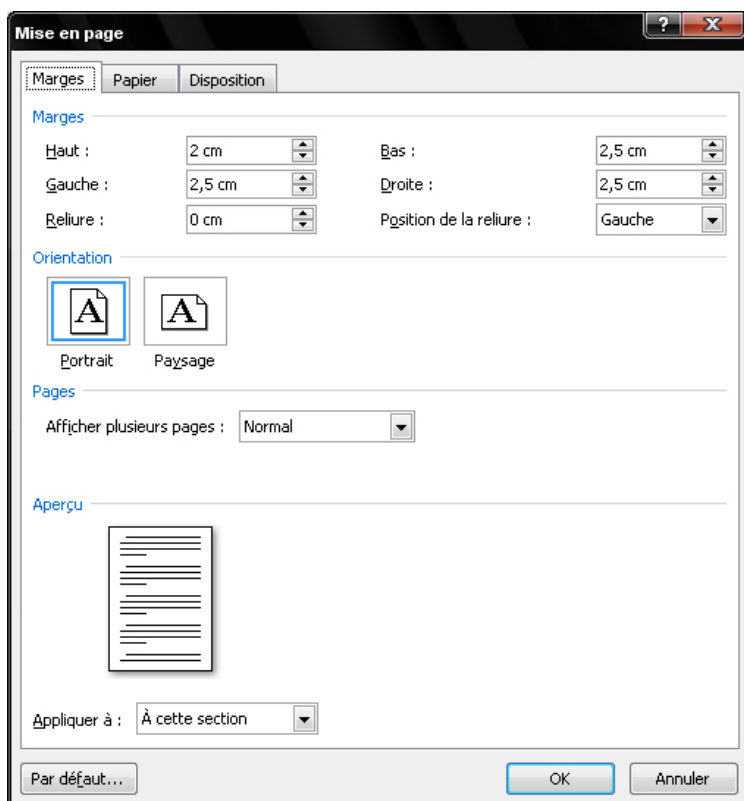 Mise en page
Marges Papier Disposition
Marges
Haut : 2 cm Bas : 2,5 cm
Gauche : 2,5 cm Droite : 2,5 cm
Reliure : 0 cm Position de la reliure : Gauche
Orientation
A A
Portrait Paysage
Pages
Afficher plusieurs pages : Normal
Aperçu
Appliquer à : À cette section
Par défaut... OK Annuler